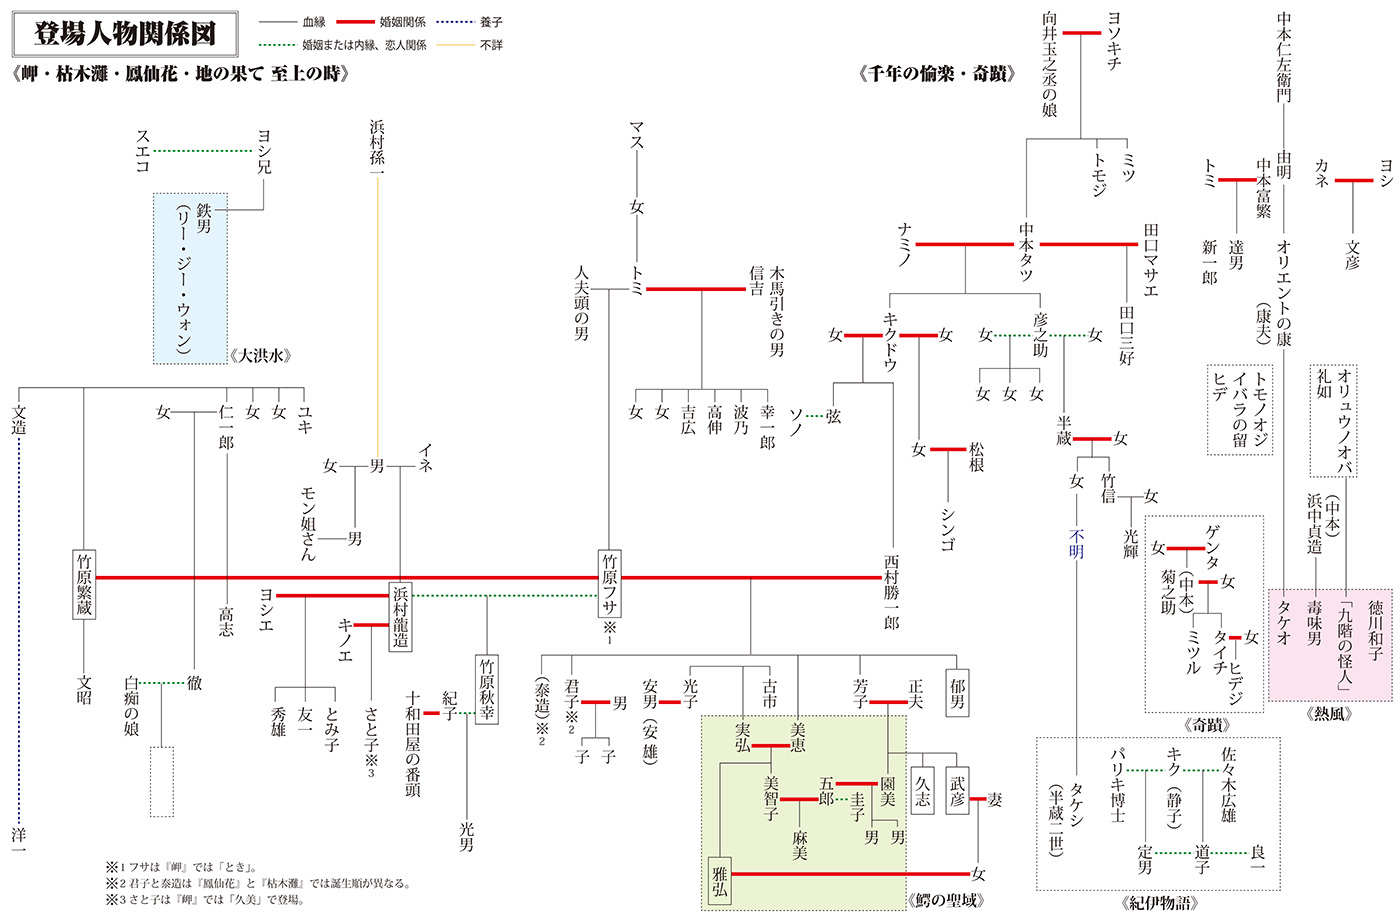 登場人物関係図
血縁
婚姻関係
養子
婚姻または内縁、恋人関係
不詳
《岬・枯木灘・鳳仙花・地の果て 至上の時》
《千年の愉楽・奇蹟》
スエコ
ヨシ兄
鉄男
(リー・ジー・ウォン)
《大洪水》
浜村孫一
マス
女
トミ
人夫頭の男
木馬引きの男
信吉
女
女
吉広
高伸
波乃
幸一郎
文造
女
仁一郎
女
女
ユキ
女
男
イネ
モン姐さん
男
竹原繁蔵
高志
文昭
白痴の娘
徹
洋一
浜村龍造
ヨシエ
キノエ
秀雄
友一
とみ子
さと子※3
竹原フサ
※1
西村勝一郎
竹原秋幸
紀子
十和田屋の番頭
光男
(泰造)※2
君子※2
男
子
子
安男(安雄)
光子
古市
実弘
美恵
芳子
正夫
郁男
美智子
五郎
圭子
園美
久志
武彦
妻
麻美
男
男
雅弘
女
《鰐の聖域》
向井玉之丞の娘
ヨソキチ
トモジ
ミツ
ナミノ
中本タツ
田口マサエ
田口三好
女
キクドウ
女
女
彦之助
女
女
女
女
ソノ
弦
女
松根
シンゴ
半蔵
女
女
竹信
女
光輝
不明
タケシ
(半蔵二世)
中本仁左衛門
由明
中本富繁
トミ
新一郎
達男
カネ
ヨシ
文彦
オリエントの康
(康夫)
トモノオジ
イバラの留
ヒデ
オリュウノオバ
礼如
(中本)
浜中貞造
女
ゲンタ
(中本)
菊之助
女
ミツル
タイチ
女
ヒデジ
《奇蹟》
タケオ
毒味男
「九階の怪人」
徳川和子
《熱風》
パリキ博士
キク(静子)
佐々木広雄
定男
道子
良一
《紀伊物語》
※1フサは『岬』では「とき」。
※2君子と泰造は『鳳仙花』と『枯木灘』では誕生順が異なる。
※3さと子は『岬』では「久美」で登場。